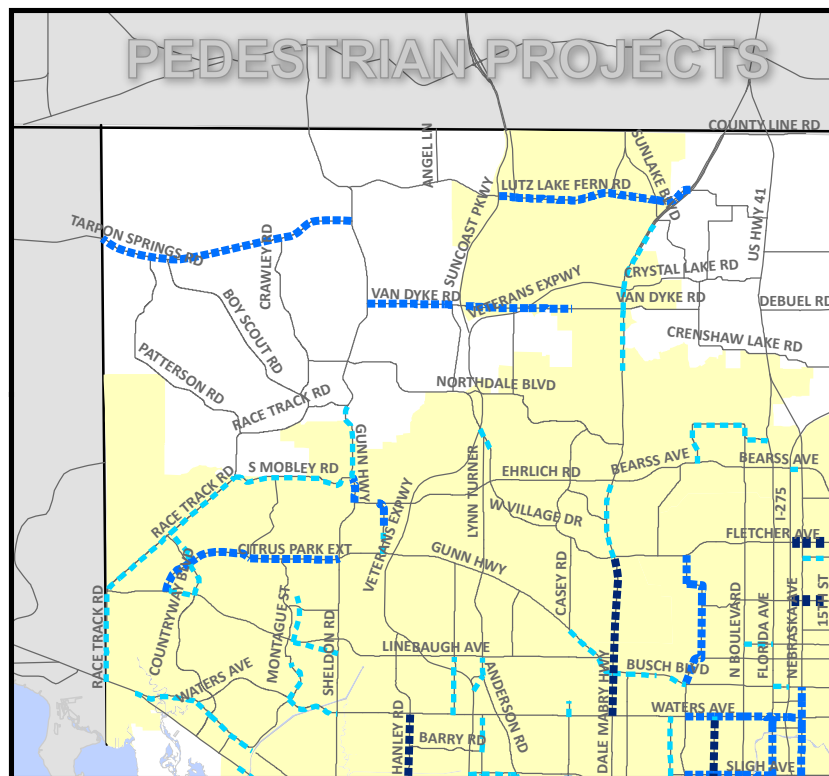 PEDESTRIAN PROJECTS
COUNTY LINE RD
ANGEL LN
SUNLAKE BLVD
LUTZ LAKE FERN RD
SUNCOAST PKWY
US HWY 41
TARPON SPRINGS RD
CRAWLEY RD
CRYSTAL LAKE RD
VETERANS EXPWY
VAN DYKE RD
VAN DYKE RD
DEBUEL RD
BOY SCOUT RD
CRENSHAW LAKE RD
PATTERSON RD
NORTHDALE BLVD
RACE TRACK RD
GUNN HWY
LYNN TURNER
S MOBLEY RD
EHRLICH RD
BEARSS AVE
BEARSS AVE
RACE TRACK RD
VETERANS EXPWY
W VILLAGE DR
I-275
FLETCHER AVE
CITRUS PARK EXT
GUNN HWY
CASEY RD
COUNTRYWAY BLVD
RACE TRACK RD
MONTAGUE ST
SHELDON RD
N BOULEVARD
FLORIDA AVE
NEBRASKA AVE
15TH ST
LINEBAUGH AVE
BUSCH BLVD
WATERS AVE
ANDERSON RD
DALE MABRY HWY
WATERS AVE
HANLEY RD
BARRY RD
SLIGH AVE